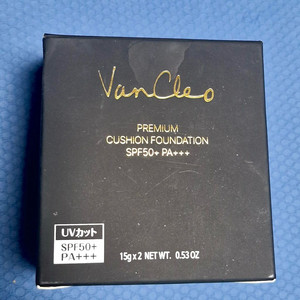 VanCleo
PREMIUM
CUSHION FOUNDATION
SPF50+ PA+++
UVカット
SPF50+
PA+++
15g x 2 NET WT. 0.53 OZ